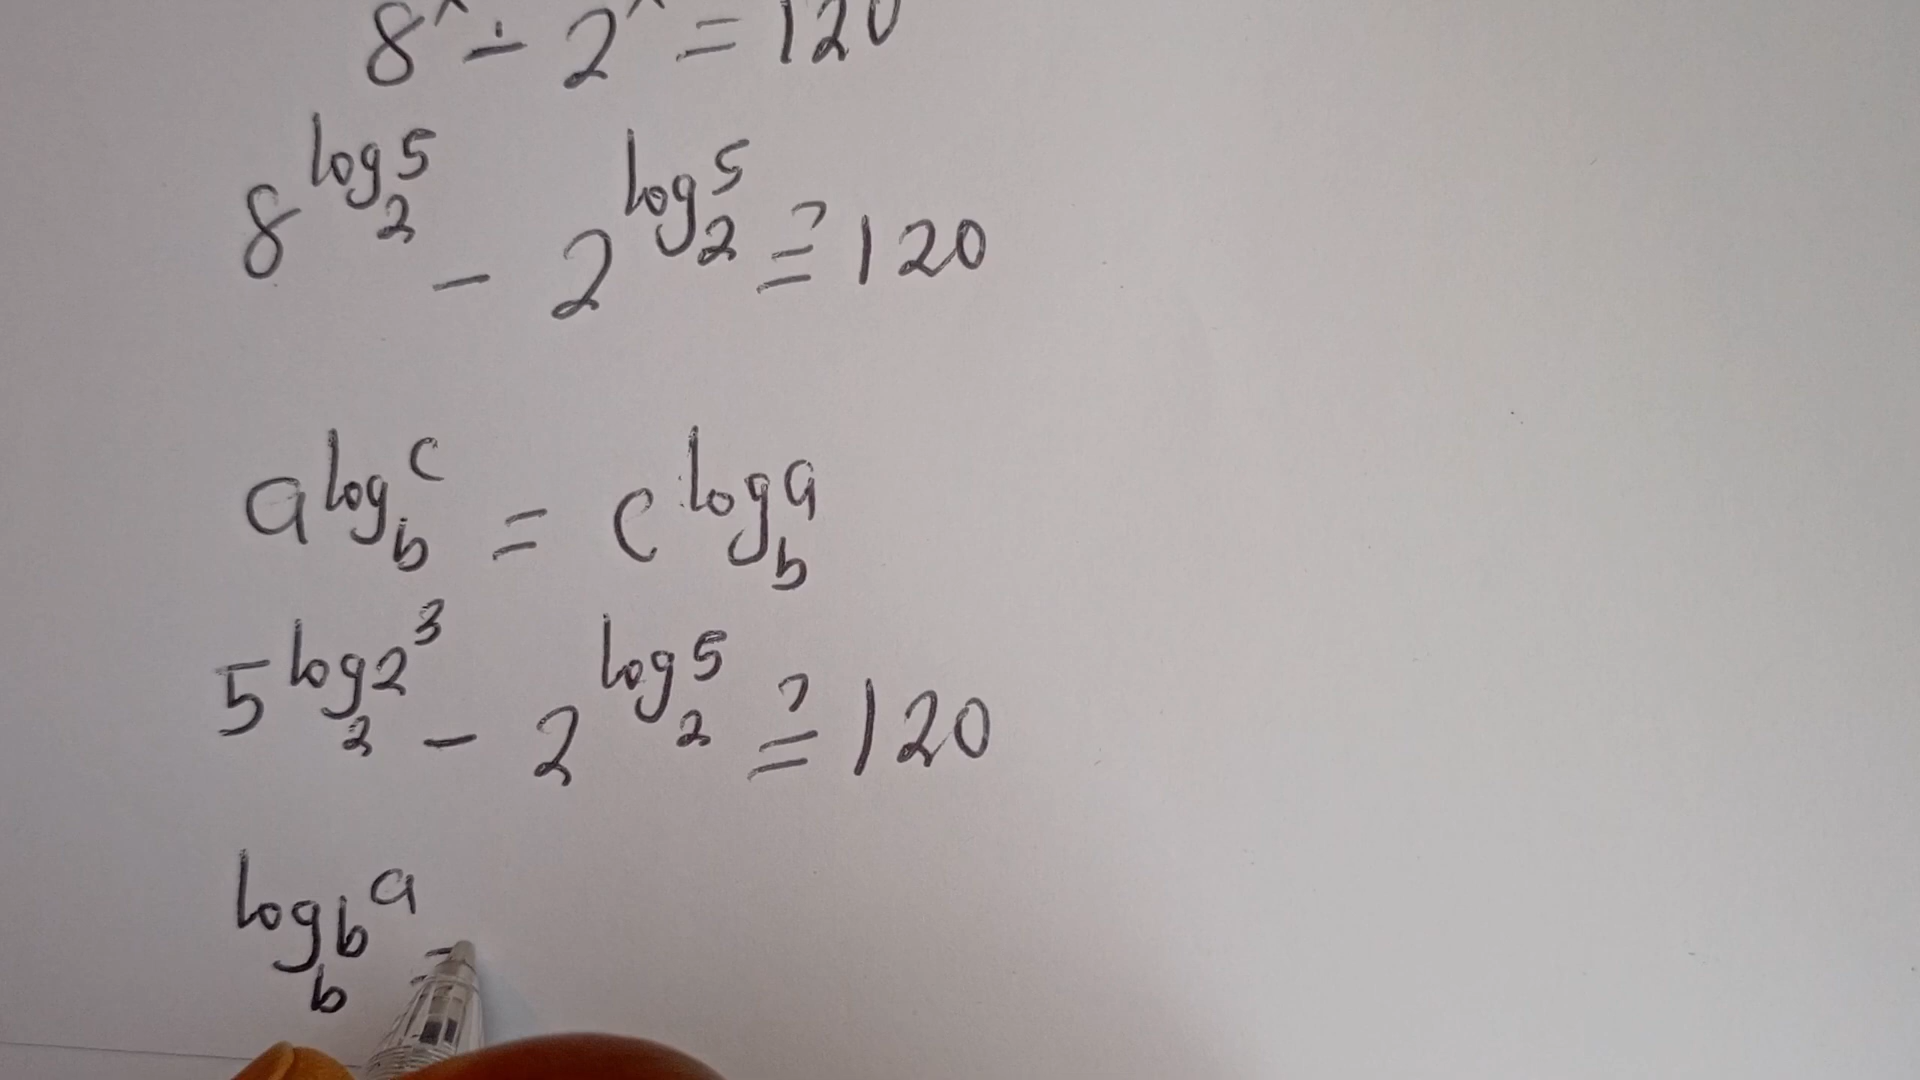 8^x - 2^x = 120
8^{log_2 5} - 2^{log_2 5} ≟ 120
a^{log_b c} = c^{log_b a}
5^{log_2 2^3} - 2^{log_2 5} ≟ 120
log_b b^a =